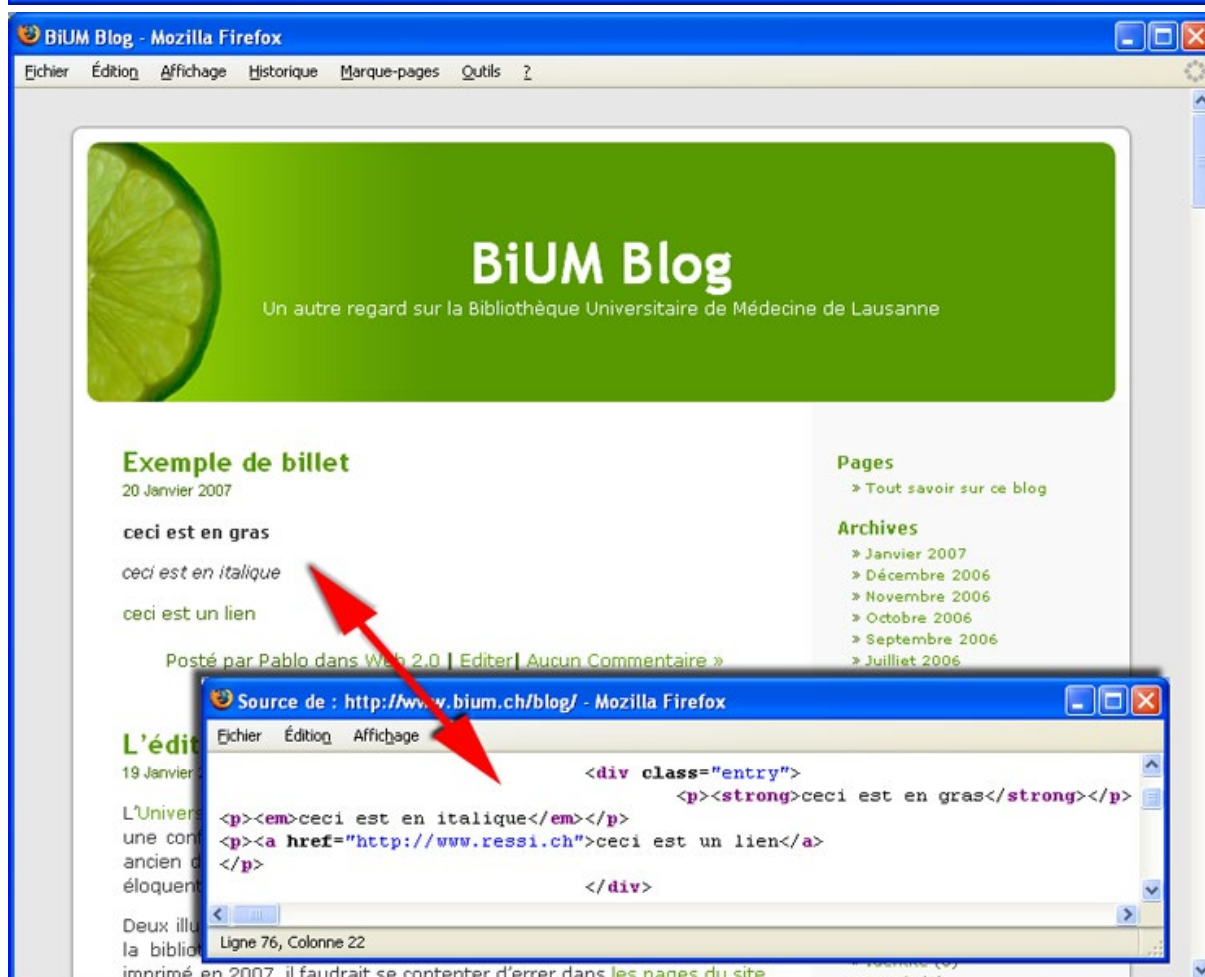 BiUM Blog - Mozilla Firefox
Fichier Édition Affichage Historique Marque-pages Outils ?
BiUM Blog
Un autre regard sur la Bibliothèque Universitaire de Médecine de Lausanne
Exemple de billet
20 Janvier 2007
ceci est en gras
ceci est en italique
ceci est un lien
Posté par Pablo dans Web 2.0 | Editer| Aucun Commentaire »
Pages
» Tout savoir sur ce blog
Archives
» Janvier 2007
» Décembre 2006
» Novembre 2006
» Octobre 2006
» Septembre 2006
» Juilliet 2006
L'édit
19 Janvier
L'Univers
une conf
ancien d
éloquent
Deux illu
la bibliot
imprimé en 2007, il faudrait se contenter d'errer dans les pages du site
Source de : http://www.bium.ch/blog/ - Mozilla Firefox
Fichier Édition Affichage
<div class="entry">
<p><strong>ceci est en gras</strong></p>
<p><em>ceci est en italique</em></p>
<p><a href="http://www.ressi.ch">ceci est un lien</a>
</p>
</div>
Ligne 76, Colonne 22